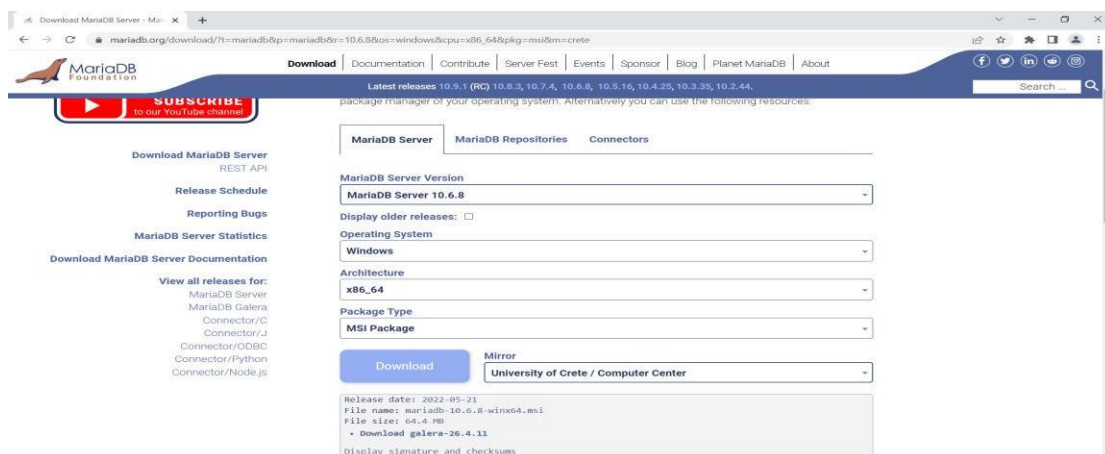 Download MariaDB Server - Mar
mariadb.org/download/?t=mariadb&p=mariadb&r=10.6.8&os=windows&cpu=x86_64&pkg=msi&m=crete
MariaDB
Foundation
Download Documentation Contribute Server Fest Events Sponsor Blog Planet MariaDB About
Latest releases 10.9.1 (RC) 10.8.3, 10.7.4, 10.6.8, 10.5.16, 10.4.25, 10.3.35, 10.2.44.
Search ...
SUBSCRIBE
to our YouTube channel
Download MariaDB Server
REST API
Release Schedule
Reporting Bugs
MariaDB Server Statistics
Download MariaDB Server Documentation
View all releases for:
MariaDB Server
MariaDB Galera
Connector/C
Connector/J
Connector/ODBC
Connector/Python
Connector/Node.js
package manager of your operating system. Alternatively you can use the following resources:
MariaDB Server MariaDB Repositories Connectors
MariaDB Server Version
MariaDB Server 10.6.8
Display older releases:
Operating System
Windows
Architecture
x86_64
Package Type
MSI Package
Download
Mirror
University of Crete / Computer Center
Release date: 2022-05-21
File name: mariadb-10.6.8-winx64.msi
File size: 64.4 MB
• Download galera-26.4.11
Display signature and checksums